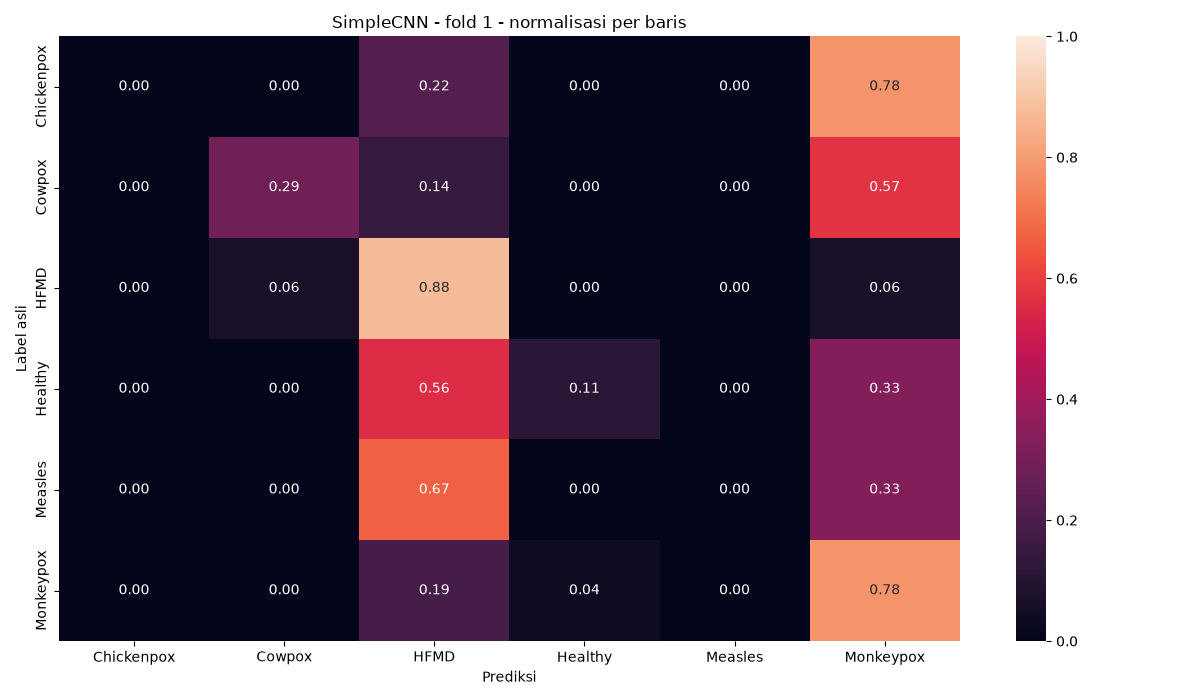 SimpleCNN - fold 1 - normalisasi per baris
Label asli
Chickenpox 0.00 0.00 0.22 0.00 0.00 0.78
Cowpox 0.00 0.29 0.14 0.00 0.00 0.57
HFMD 0.00 0.06 0.88 0.00 0.00 0.06
Healthy 0.00 0.00 0.56 0.11 0.00 0.33
Measles 0.00 0.00 0.67 0.00 0.00 0.33
Monkeypox 0.00 0.00 0.19 0.04 0.00 0.78
Chickenpox Cowpox HFMD Healthy Measles Monkeypox
Prediksi
1.0
0.8
0.6
0.4
0.2
0.0